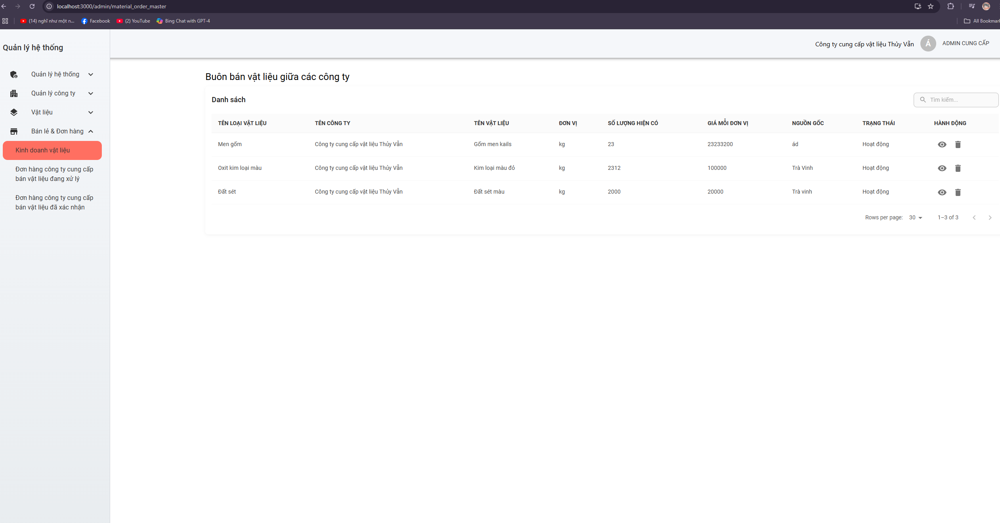 localhost:3000/admin/material_order_master
(14) nghĩ như một n...
Facebook
(2) YouTube
Bing Chat with GPT-4
All Bookmar
Quản lý hệ thống
Công ty cung cấp vật liệu Thủy Vẫn
Á
ADMIN CUNG CẤP
Quản lý hệ thống
Quản lý công ty
Vật liệu
Bán lẻ & Đơn hàng
Kinh doanh vật liệu
Đơn hàng công ty cung cấp
bán vật liệu đang xử lý
Đơn hàng công ty cung cấp
bán vật liệu đã xác nhận
Buôn bán vật liệu giữa các công ty
Danh sách
Tìm kiếm...
TÊN LOẠI VẬT LIỆU TÊN CÔNG TY TÊN VẬT LIỆU ĐƠN VỊ SỐ LƯỢNG HIỆN CÓ GIÁ MỖI ĐƠN VỊ NGUỒN GỐC TRẠNG THÁI HÀNH ĐỘNG
Men gốm Công ty cung cấp vật liệu Thủy Vẫn Gốm men kails kg 23 23233200 ád Hoạt động
Oxit kim loại màu Công ty cung cấp vật liệu Thủy Vẫn Kim loại màu đỏ kg 2312 100000 Trà Vinh Hoạt động
Đất sét Công ty cung cấp vật liệu Thủy Vẫn Đất sét màu kg 2000 20000 Trà vinh Hoạt động
Rows per page: 30 1–3 of 3